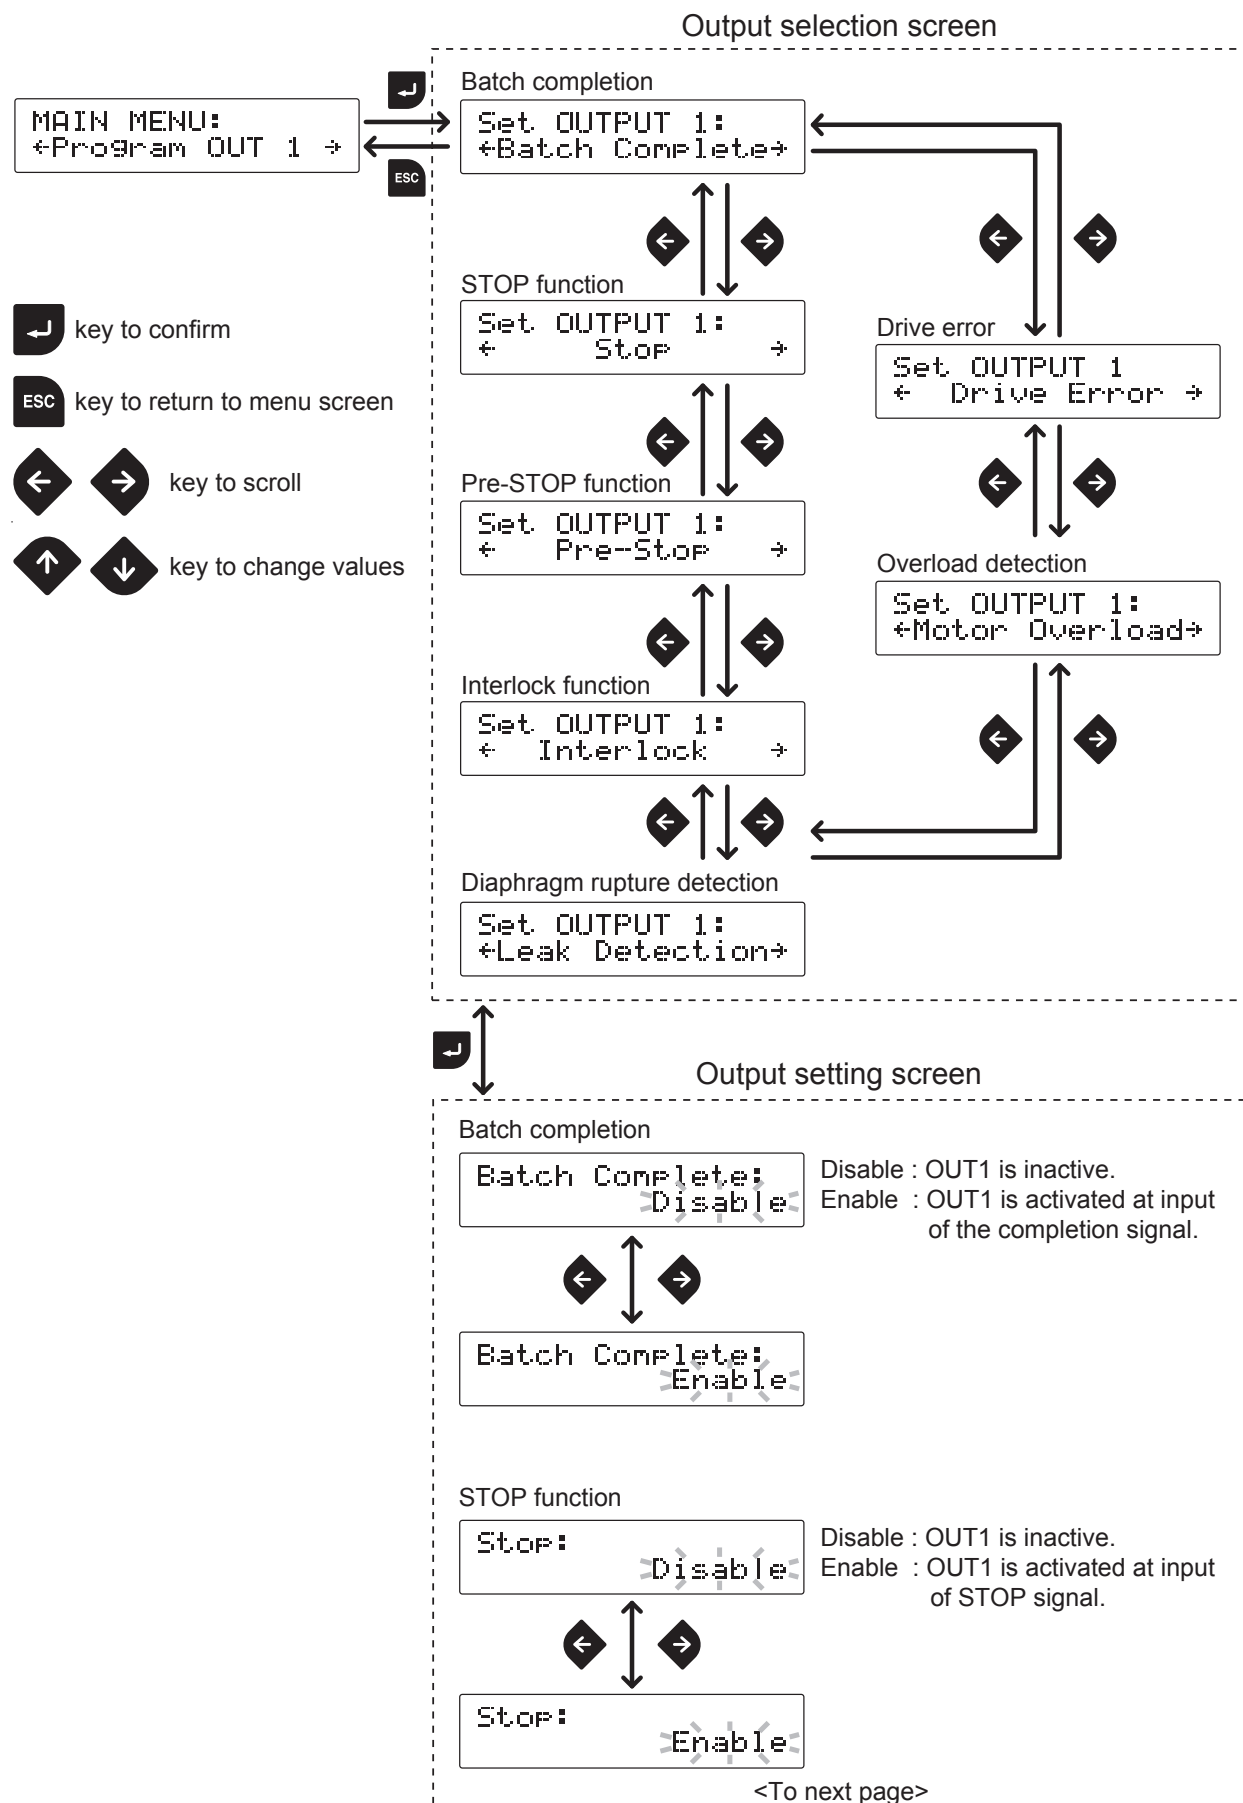 Output selection screen
Batch completion
MAIN MENU:
←Program OUT 1 →
ESC
Set OUTPUT 1:
←Batch Complete→
STOP function
Set OUTPUT 1:
← Stop →
key to confirm
ESC key to return to menu screen
key to scroll
key to change values
Drive error
Set OUTPUT 1
← Drive Error →
Pre-STOP function
Set OUTPUT 1:
← Pre-Stop →
Overload detection
Set OUTPUT 1:
←Motor Overload→
Interlock function
Set OUTPUT 1:
← Interlock →
Diaphragm rupture detection
Set OUTPUT 1:
←Leak Detection→
Output setting screen
Batch completion
Batch Complete:
Disable
Disable : OUT1 is inactive.
Enable : OUT1 is activated at input
of the completion signal.
Batch Complete:
Enable
STOP function
Stop:
Disable
Disable : OUT1 is inactive.
Enable : OUT1 is activated at input
of STOP signal.
Stop:
Enable
<To next page>